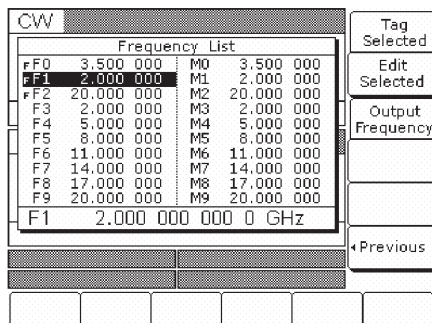 CW
Frequency List
F F0 3.500 000 M0 3.500 000
F F1 2.000 000 M1 2.000 000
F F2 20.000 000 M2 20.000 000
F3 2.000 000 M3 2.000 000
F4 5.000 000 M4 5.000 000
F5 8.000 000 M5 8.000 000
F6 11.000 000 M6 11.000 000
F7 14.000 000 M7 14.000 000
F8 17.000 000 M8 17.000 000
F9 20.000 000 M9 20.000 000
F1 2.000 000 000 0 GHz
Tag
Selected
Edit
Selected
Output
Frequency
Previous